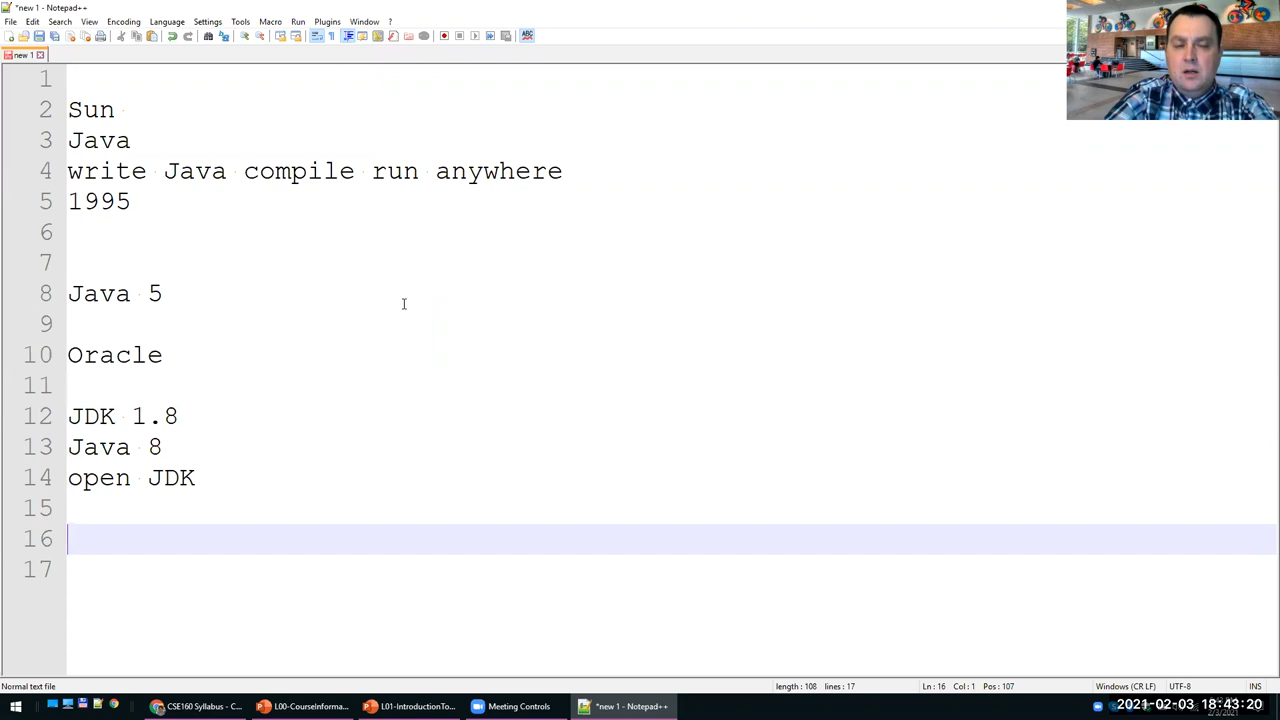 *new 1 - Notepad++
File Edit Search View Encoding Language Settings Tools Macro Run Plugins Window ?
new 1
1
2 Sun
3 Java
4 write Java compile run anywhere
5 1995
6
7
8 Java 5
9
10 Oracle
11
12 JDK 1.8
13 Java 8
14 open JDK
15
16
17
Normal text file length : 108 lines : 17 Ln : 16 Col : 1 Pos : 107 Windows (CR LF) UTF-8 INS
CSE160 Syllabus - C... L00-CourseInforma... L01-IntroductionTo... Meeting Controls *new 1 - Notepad++
2021-02-03 18:43:20
2/3/2021